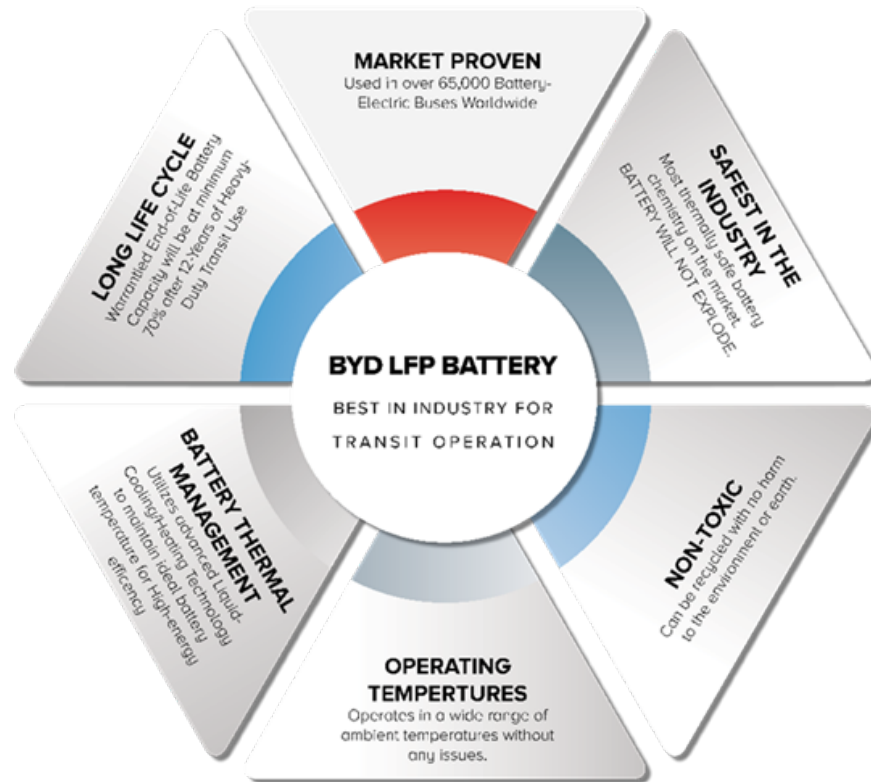 MARKET PROVEN
Used in over 65,000 Battery-
Electric Buses Worldwide
SAFEST IN THE
INDUSTRY
Most thermally safe battery
chemistry on the market.
BATTERY WILL NOT EXPLODE.
NON-TOXIC
Can be recycled with no harm
to the environment or earth.
OPERATING
TEMPERTURES
Operates in a wide range of
ambient temperatures without
any issues.
BATTERY THERMAL
MANAGEMENT
Utilizes advanced Liquid-
Cooling/Heating Technology
to maintain ideal battery
temperature for High-energy
efficency
LONG LIFE CYCLE
Warrantied End-of-Life Battery
Capacity will be at minimum
70% after 12-Years of Heavy-
Duty Transit Use
BYD LFP BATTERY
BEST IN INDUSTRY FOR
TRANSIT OPERATION